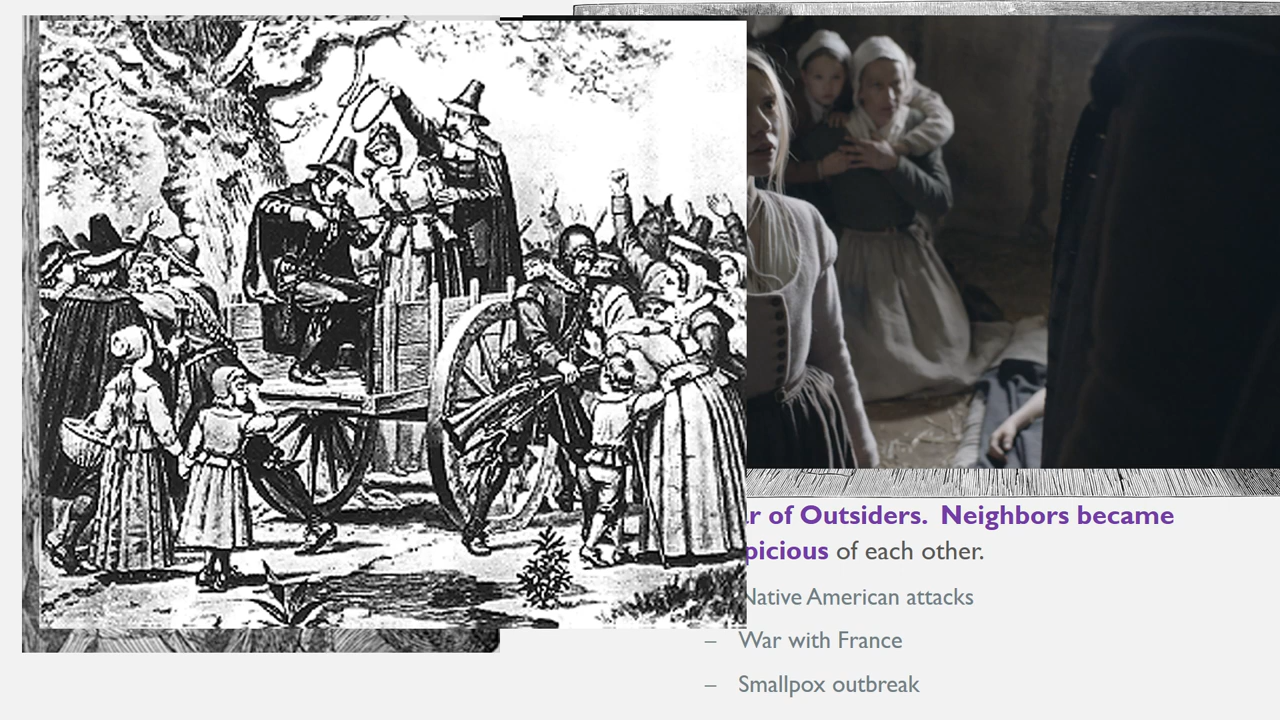 r of Outsiders. Neighbors became
picious of each other.
Native American attacks
– War with France
– Smallpox outbreak